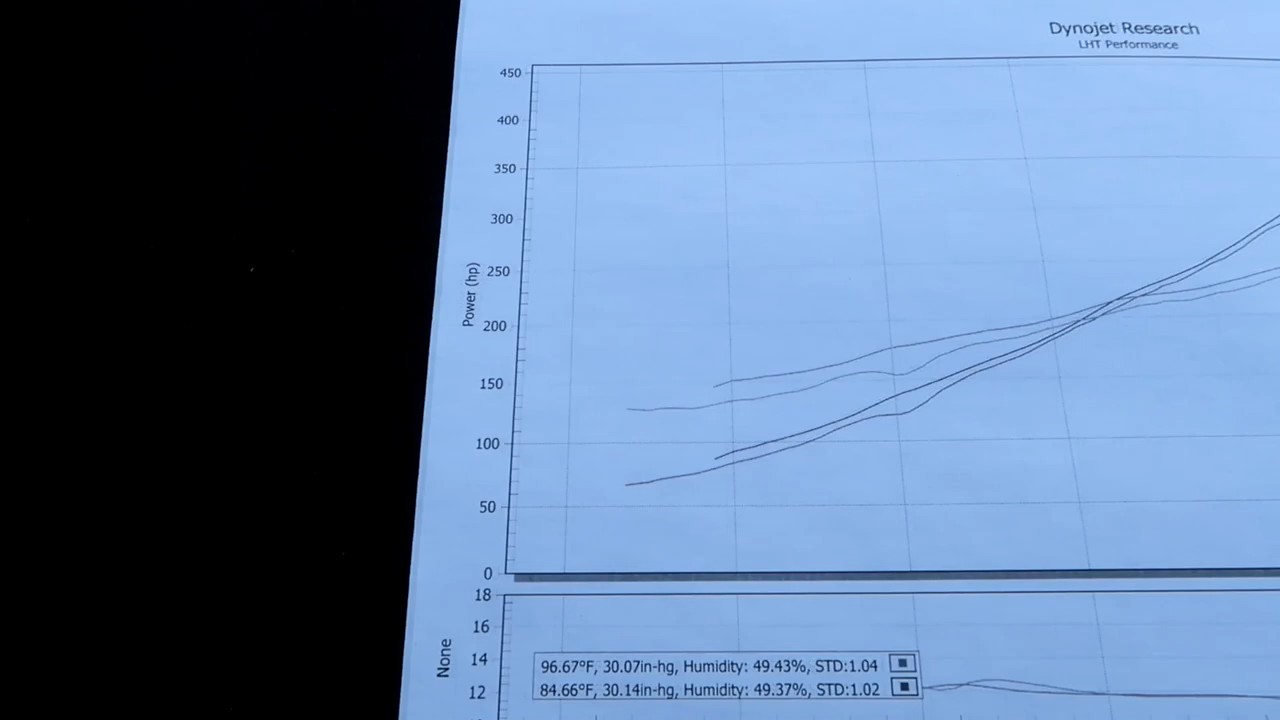 Dynojet Research
LHT Performance
450
400
350
300
250
200
150
100
50
0
Power (hp)
18
16
14
12
None
96.67°F, 30.07in-hg, Humidity: 49.43%, STD:1.04
84.66°F, 30.14in-hg, Humidity: 49.37%, STD:1.02